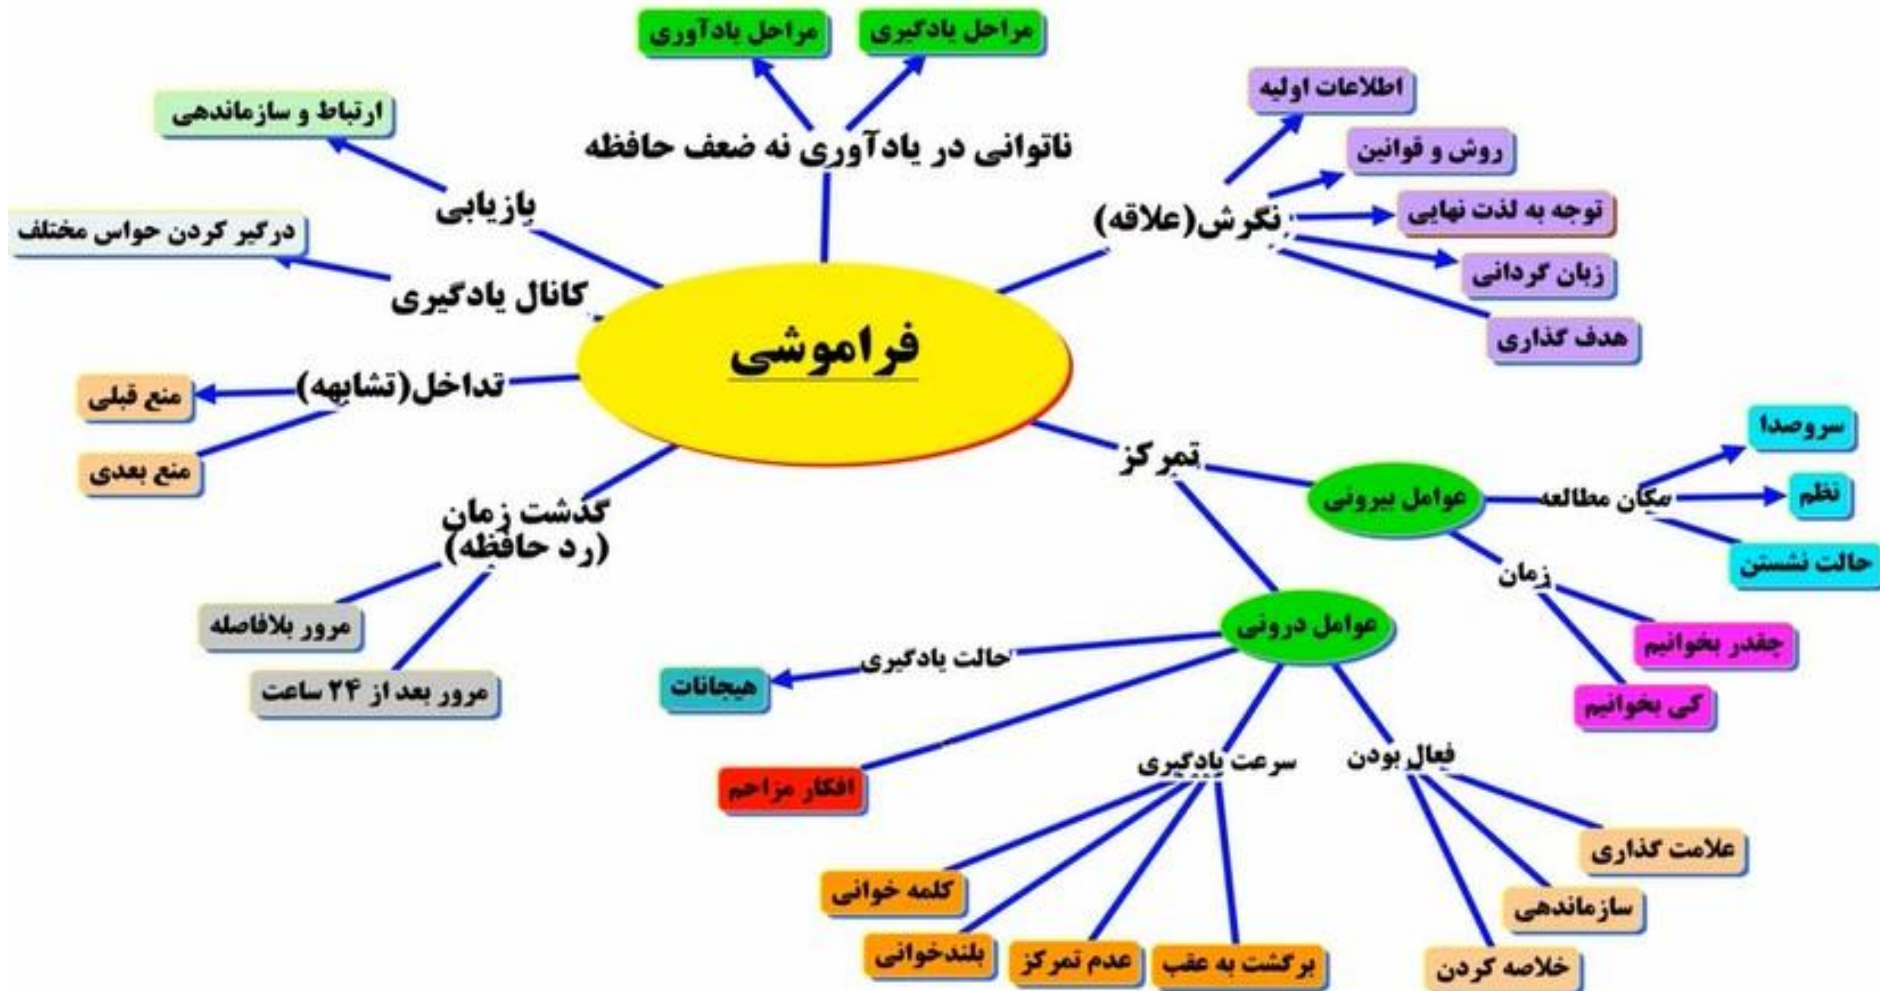 فراموشی
ناتوانی در یادآوری نه ضعف حافظه
مراحل یادگیری
مراحل یادآوری
نگرش(علاقه)
اطلاعات اولیه
روش و قوانین
توجه به لذت نهایی
زبان گردانی
هدف گذاری
تمرکز
عوامل بیرونی
مکان مطالعه
سروصدا
نظم
حالت نشستن
زمان
چقدر بخوانیم
کی بخوانیم
عوامل درونی
فعال بودن
علامت گذاری
سازماندهی
خلاصه کردن
سرعت یادگیری
برگشت به عقب
عدم تمرکز
بلندخوانی
کلمه خوانی
افکار مزاحم
حالت یادگیری
هیجانات
گذشت زمان
(رد حافظه)
مرور بلافاصله
مرور بعد از ۲۴ ساعت
تداخل(تشابهه)
منع قبلی
منع بعدی
کانال یادگیری
درگیر کردن حواس مختلف
بازیابی
ارتباط و سازماندهی